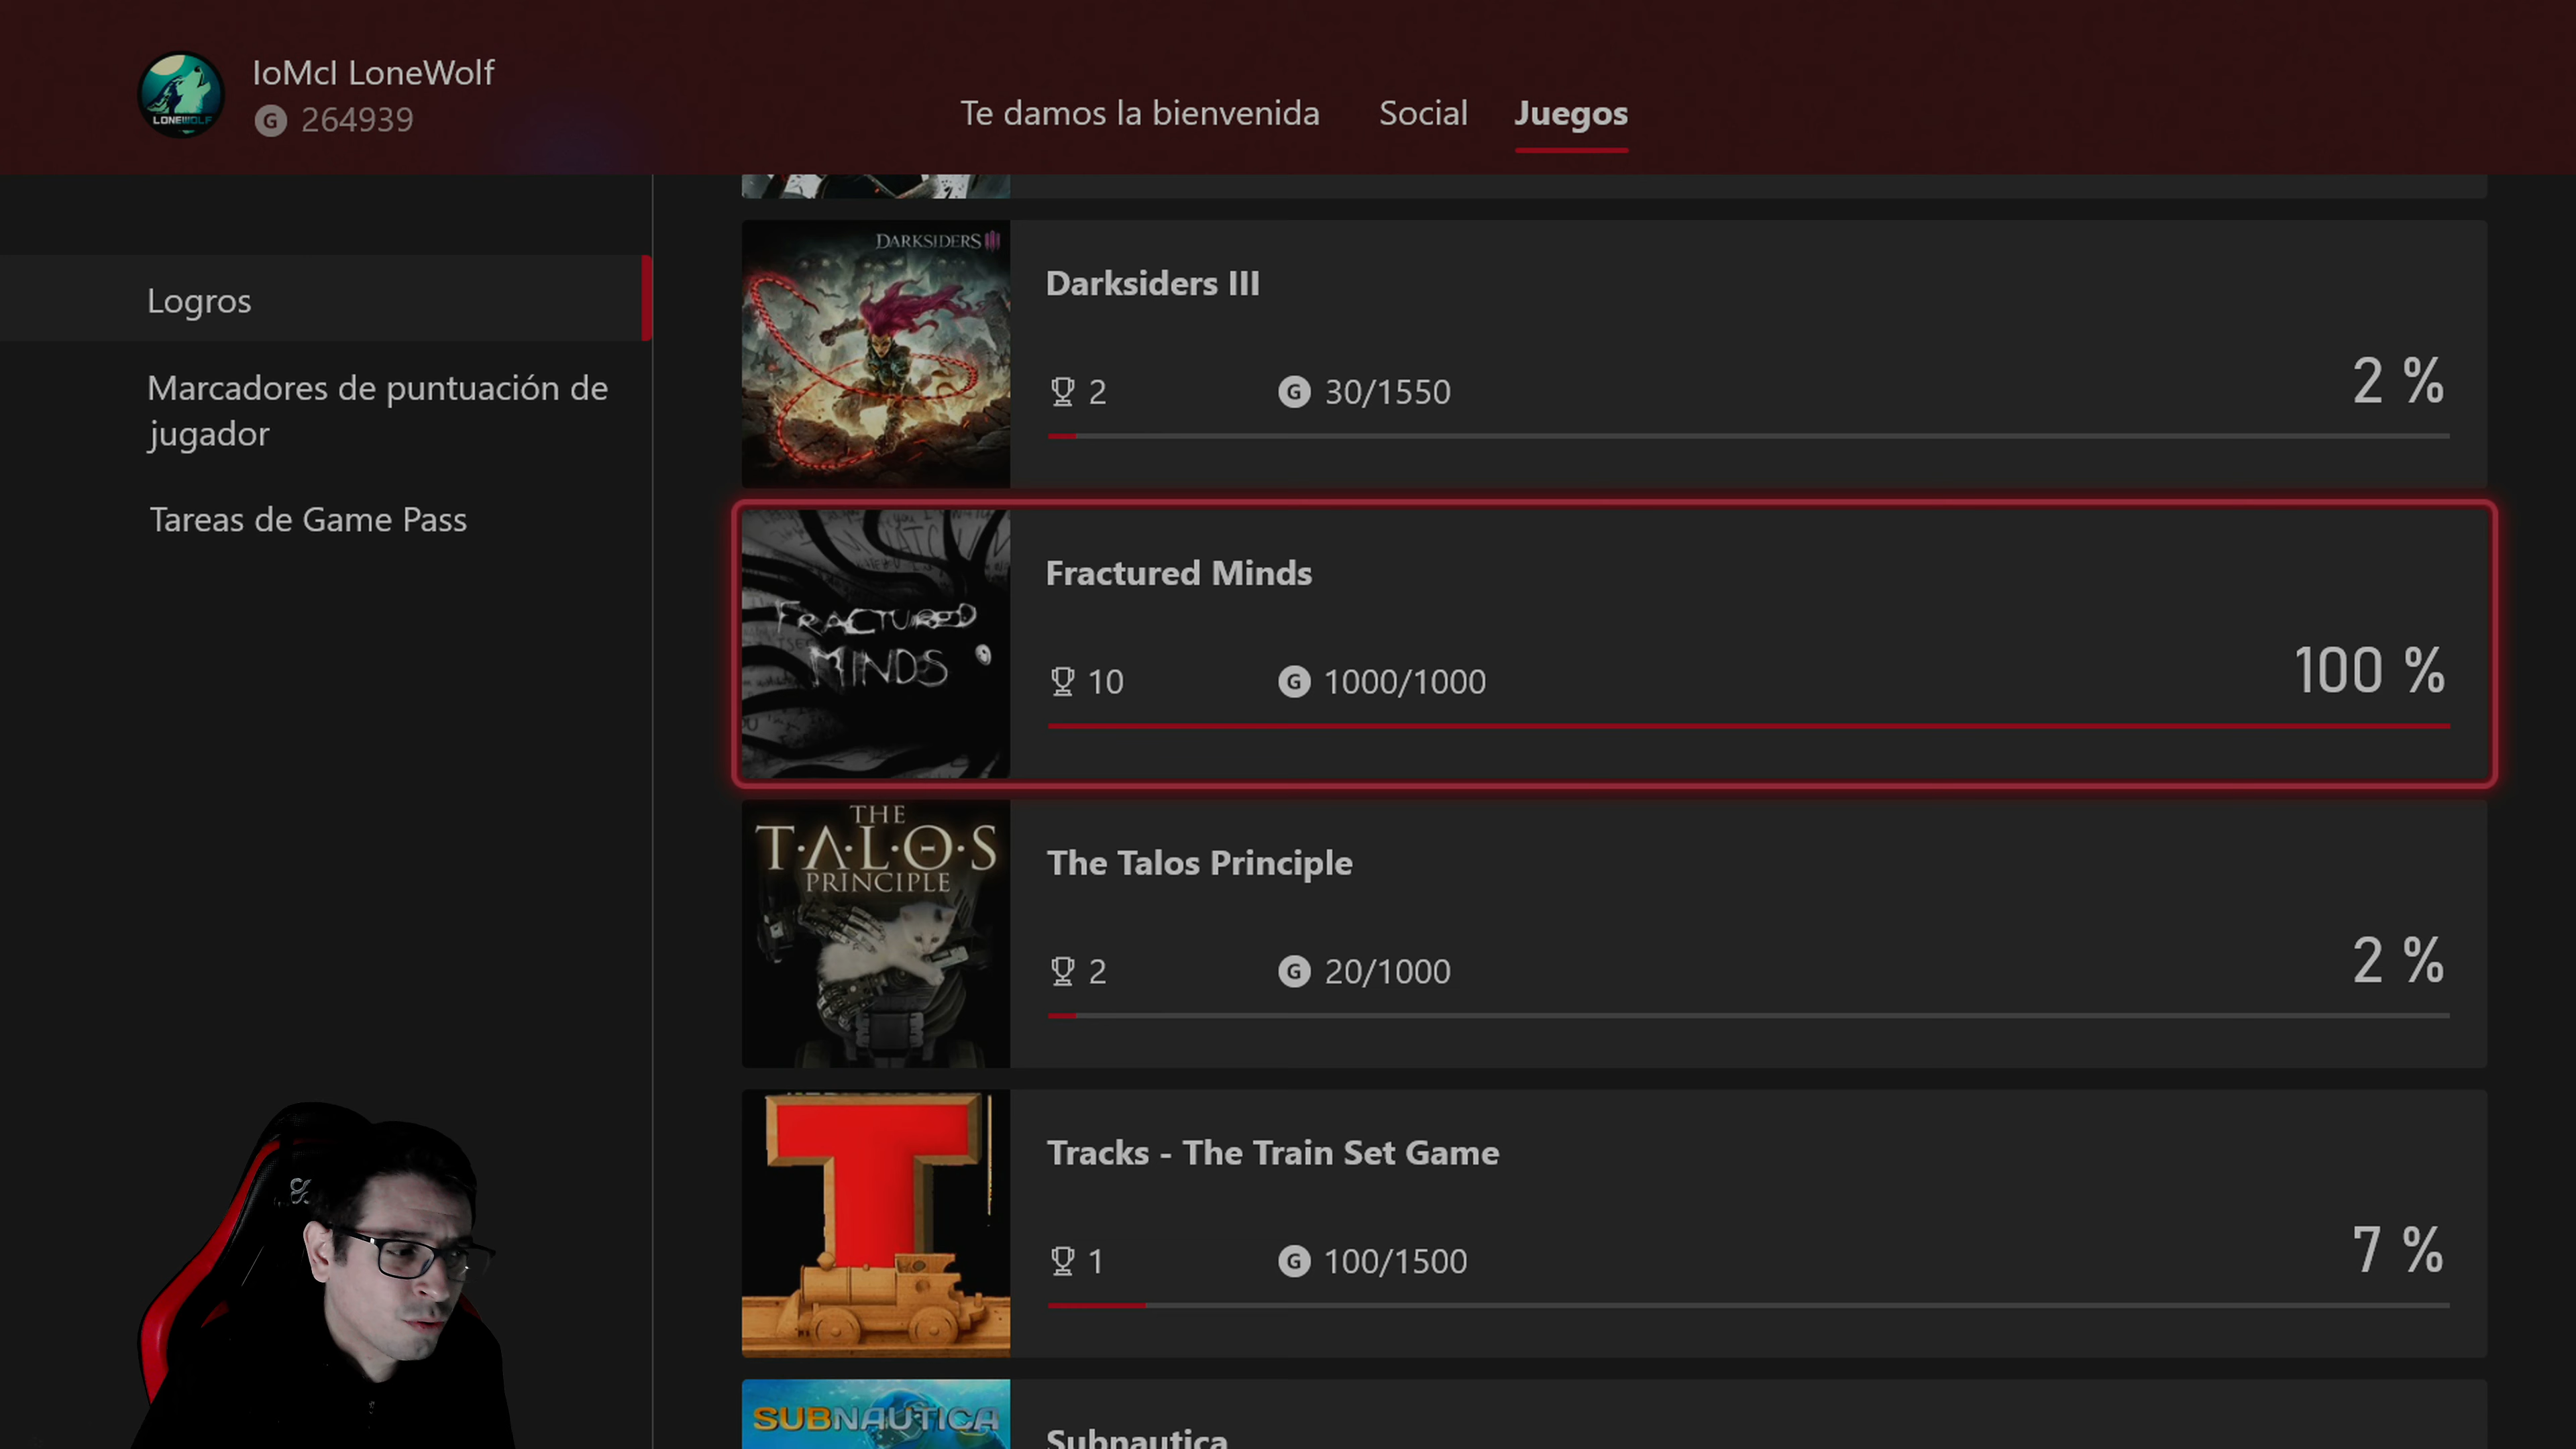 IoMcI LoneWolf
G 264939
LONEWOLF
Te damos la bienvenida
Social
Juegos
Logros
Marcadores de puntuación de
jugador
Tareas de Game Pass
DARKSIDERS III
Darksiders III
2
G 30/1550
2 %
FRACTURED
MINDS
Fractured Minds
10
G 1000/1000
100 %
THE
T·A·L·O·S
PRINCIPLE
The Talos Principle
2
G 20/1000
2 %
T
Tracks - The Train Set Game
1
G 100/1500
7 %
SUBNAUTICA
Subnautica